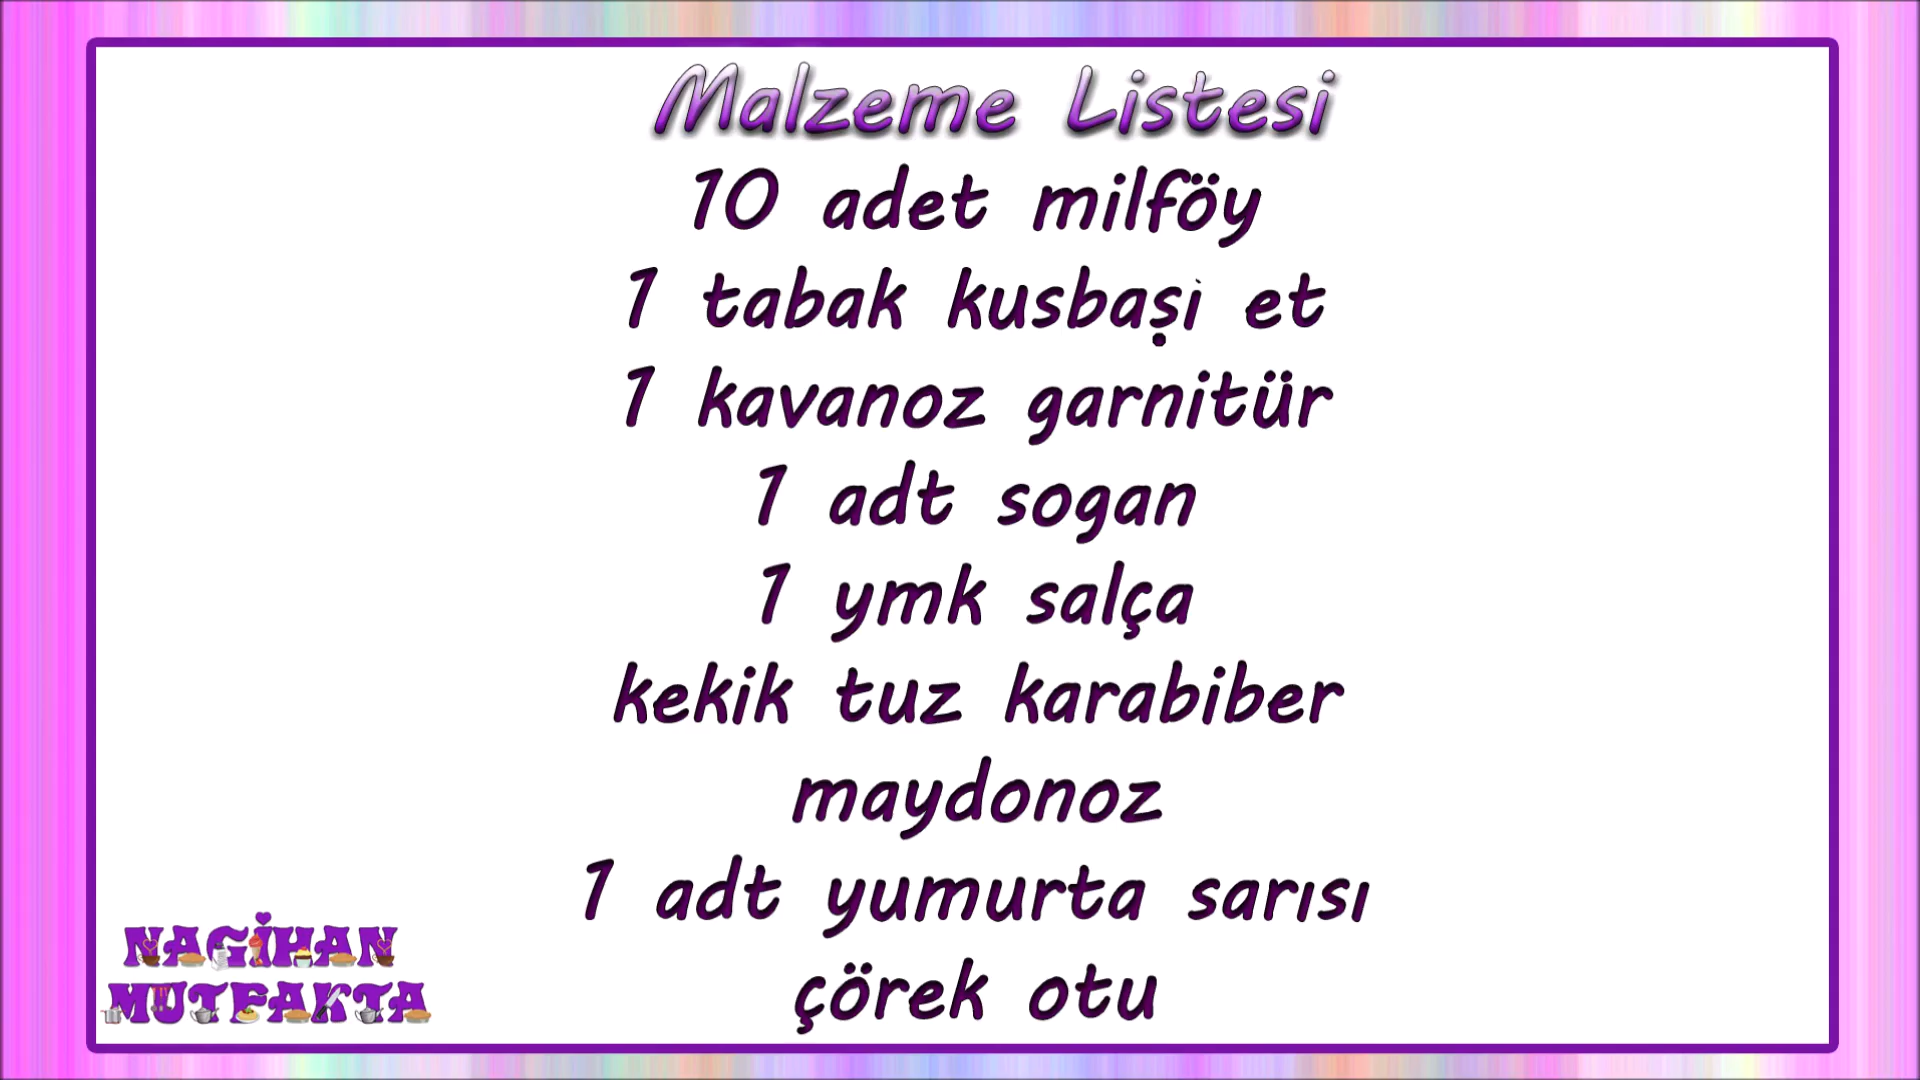 Malzeme Listesi
10 adet milföy
1 tabak kusbaşi et
1 kavanoz garnitür
1 adt sogan
1 ymk salça
kekik tuz karabiber
maydonoz
1 adt yumurta sarısı
çörek otu
NAGİHAN
MUTFAKTA